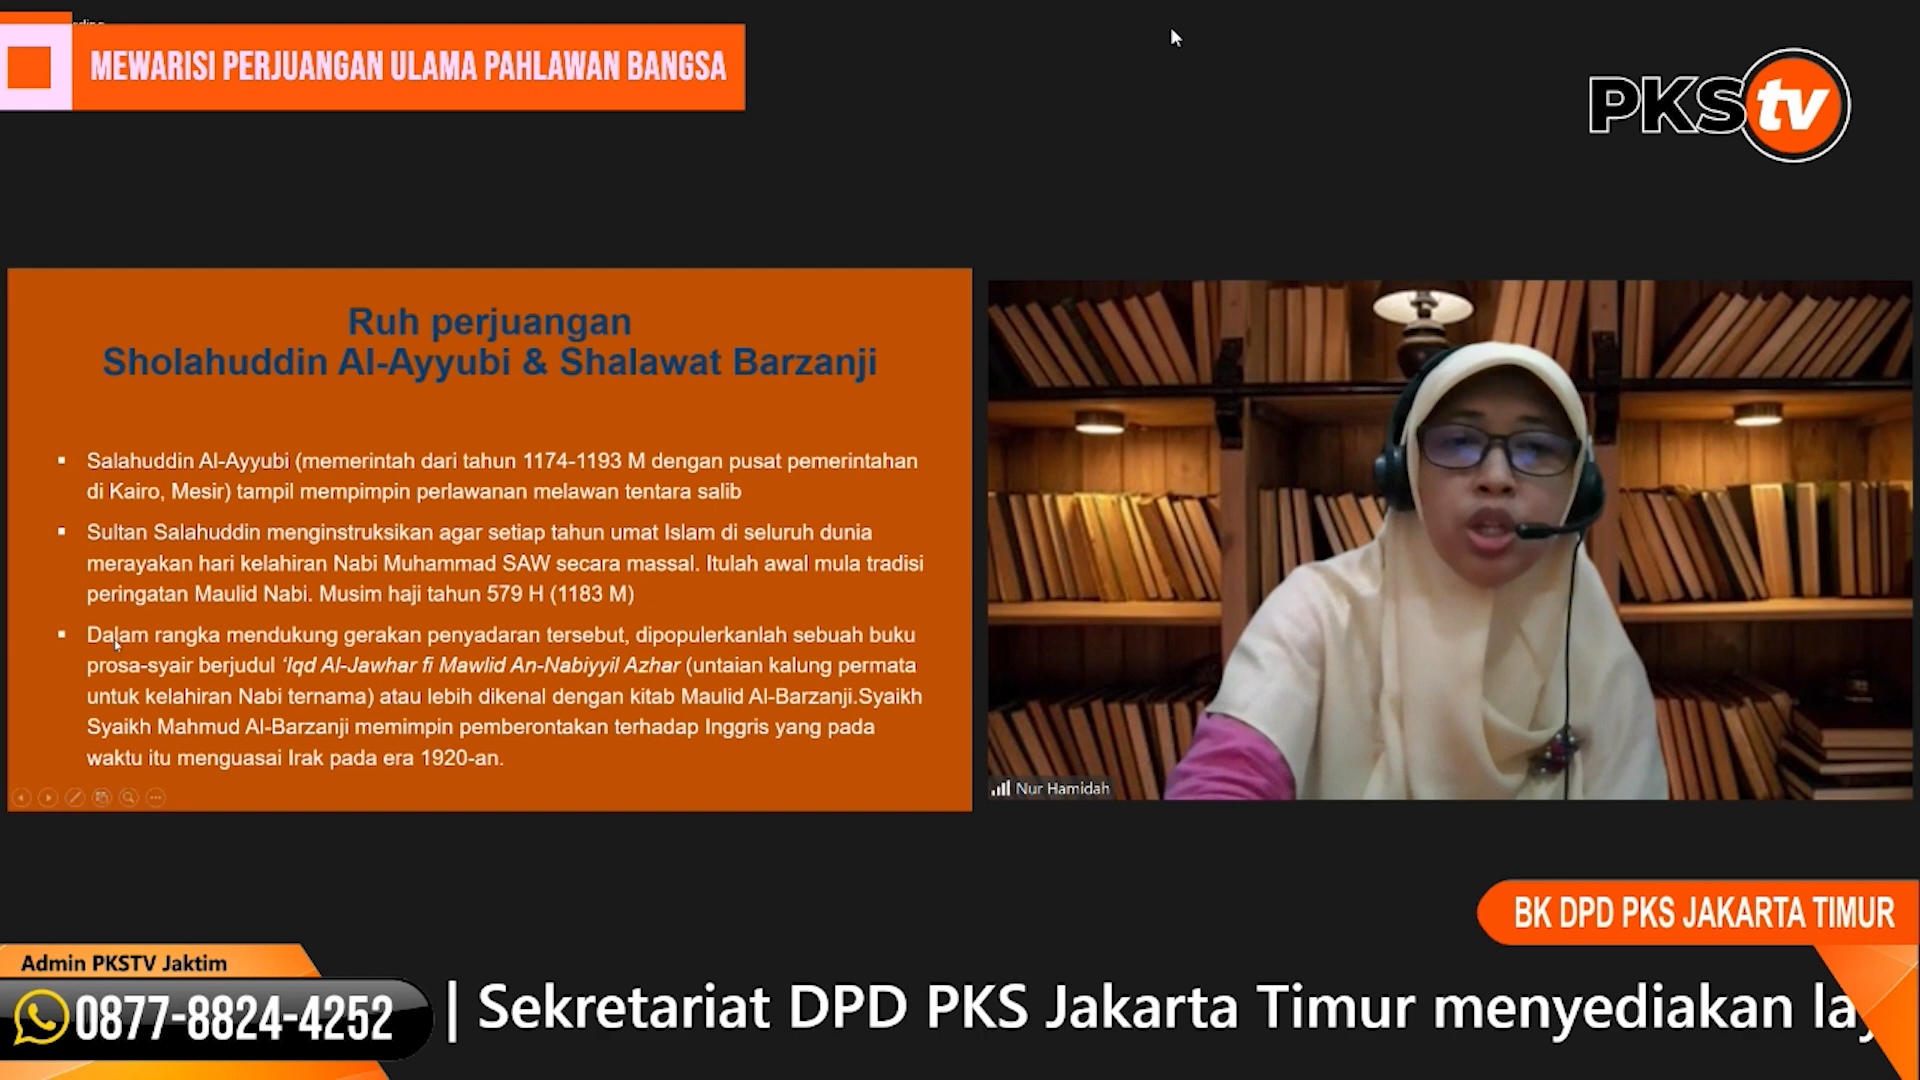 MEWARISI PERJUANGAN ULAMA PAHLAWAN BANGSA
PKS tv
Ruh perjuangan
Sholahuddin Al-Ayyubi & Shalawat Barzanji
▪ Salahuddin Al-Ayyubi (memerintah dari tahun 1174-1193 M dengan pusat pemerintahan
di Kairo, Mesir) tampil mempimpin perlawanan melawan tentara salib
▪ Sultan Salahuddin menginstruksikan agar setiap tahun umat Islam di seluruh dunia
merayakan hari kelahiran Nabi Muhammad SAW secara massal. Itulah awal mula tradisi
peringatan Maulid Nabi. Musim haji tahun 579 H (1183 M)
▪ Dalam rangka mendukung gerakan penyadaran tersebut, dipopulerkanlah sebuah buku
prosa-syair berjudul ‘Iqd Al-Jawhar fi Mawlid An-Nabiyyil Azhar (untaian kalung permata
untuk kelahiran Nabi ternama) atau lebih dikenal dengan kitab Maulid Al-Barzanji.Syaikh
Syaikh Mahmud Al-Barzanji memimpin pemberontakan terhadap Inggris yang pada
waktu itu menguasai Irak pada era 1920-an.
Nur Hamidah
BK DPD PKS JAKARTA TIMUR
Admin PKSTV Jaktim
0877-8824-4252
| Sekretariat DPD PKS Jakarta Timur menyediakan